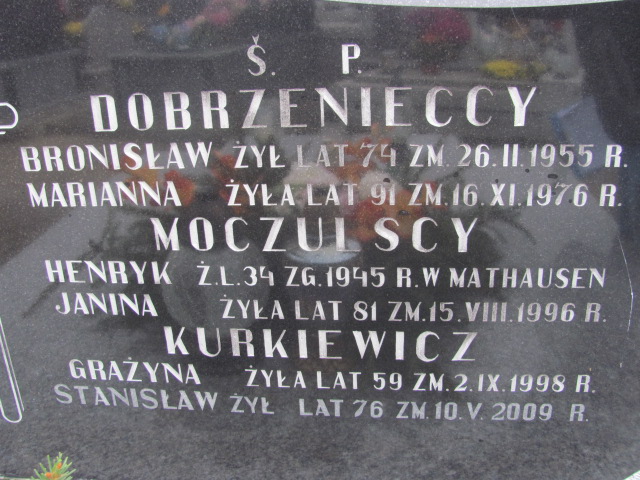 Ś. P.
DOBRZENIECCY
BRONISŁAW ŻYŁ LAT 74 ZM. 26. II. 1955 R.
MARIANNA ŻYŁA LAT 91 ZM. 16. XI. 1976 R.
MOCZULSCY
HENRYK Ż.L. 34 ZG. 1945 R. W MATHAUSEN
JANINA ŻYŁA LAT 81 ZM. 15. VIII. 1996 R.
KURKIEWICZ
GRAŻYNA ŻYŁA LAT 59 ZM. 2. IX. 1998 R.
STANISŁAW ŻYŁ LAT 76 ZM. 10. V. 2009 R.